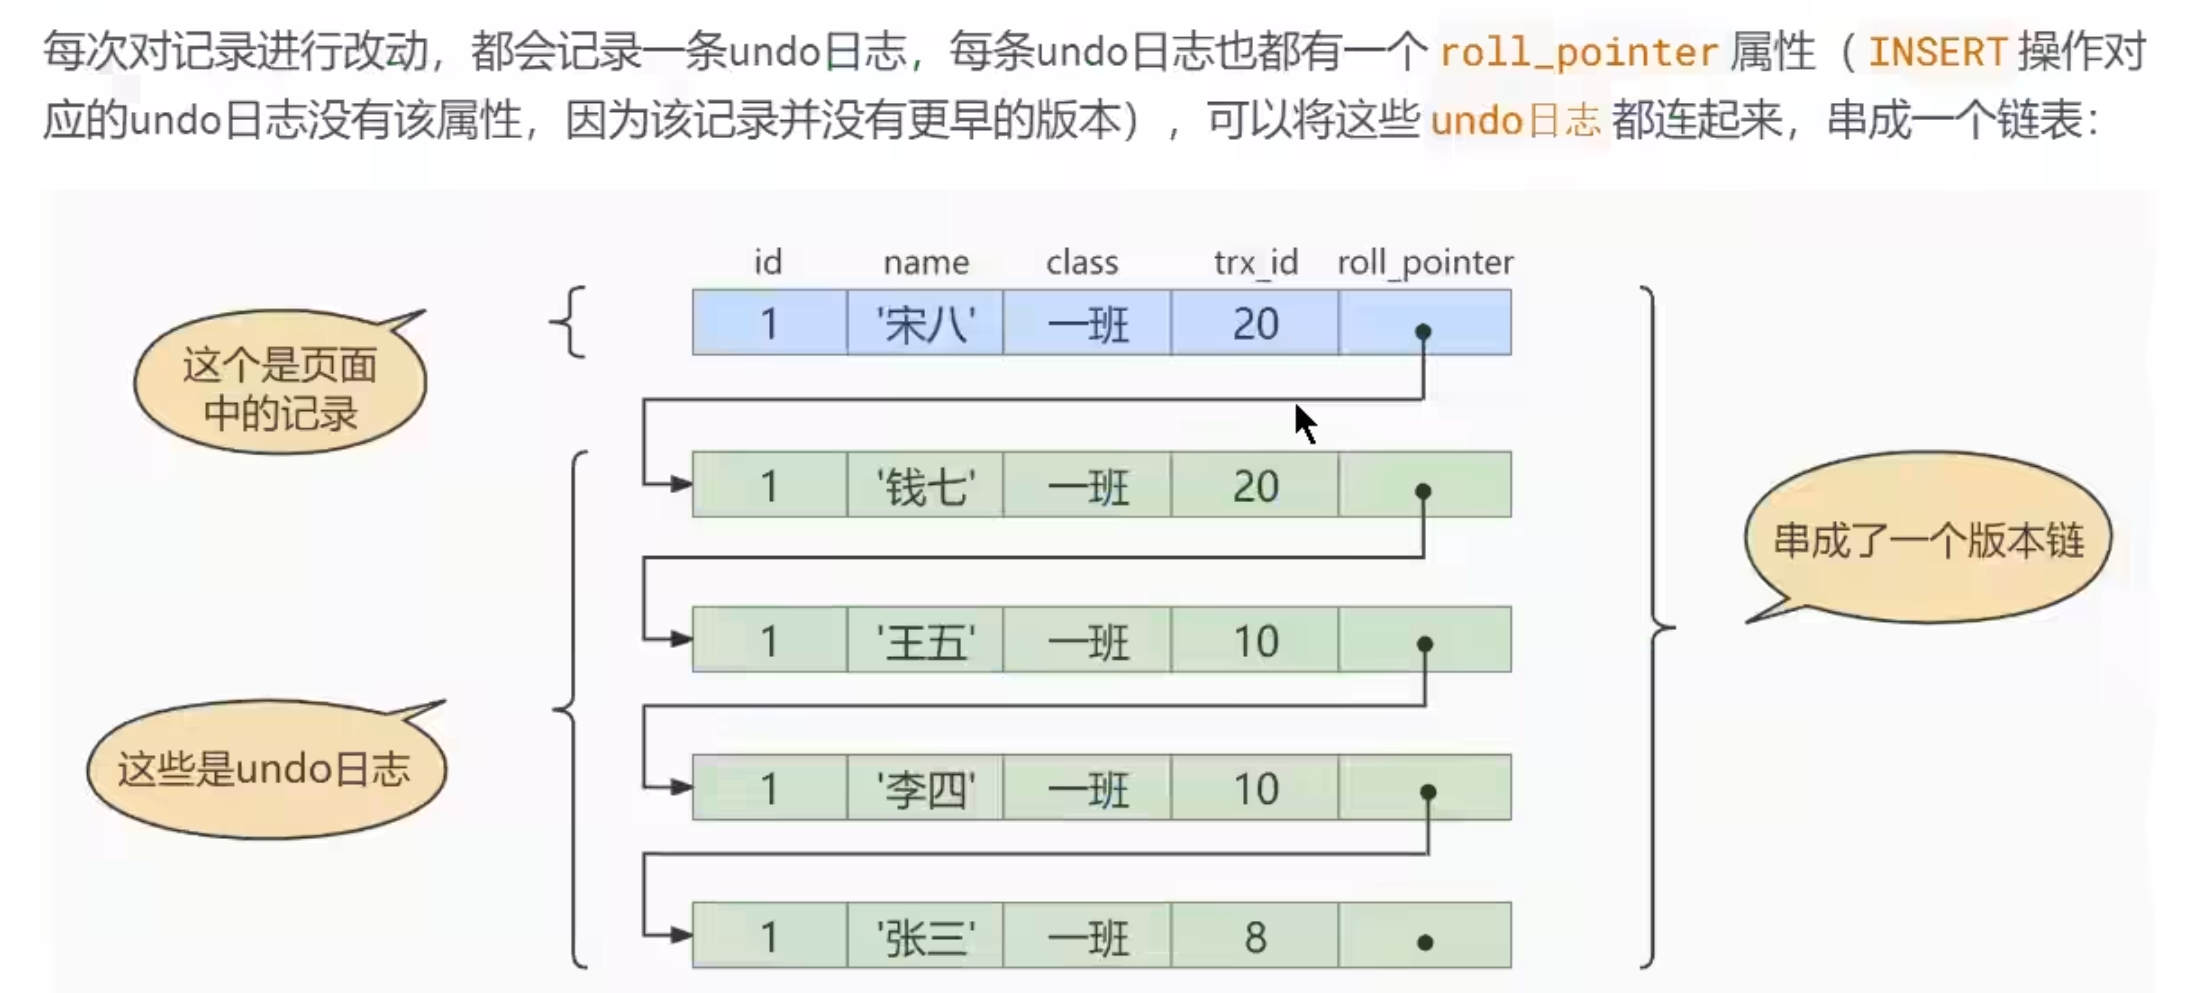 每次对记录进行改动，都会记录一条undo日志，每条undo日志也都有一个 roll_pointer 属性（ INSERT 操作对
应的undo日志没有该属性，因为该记录并没有更早的版本），可以将这些 undo日志 都连起来，串成一个链表：
id name class trx_id roll_pointer
1 '宋八' 一班 20
这个是页面
中的记录
1 '钱七' 一班 20
串成了一个版本链
1 '王五' 一班 10
这些是undo日志
1 '李四' 一班 10
1 '张三' 一班 8